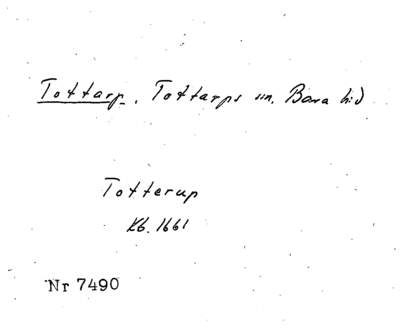 Tottarp, Tottarps sn, Bara hd
Totterup
Kb. 1661
Nr 7490